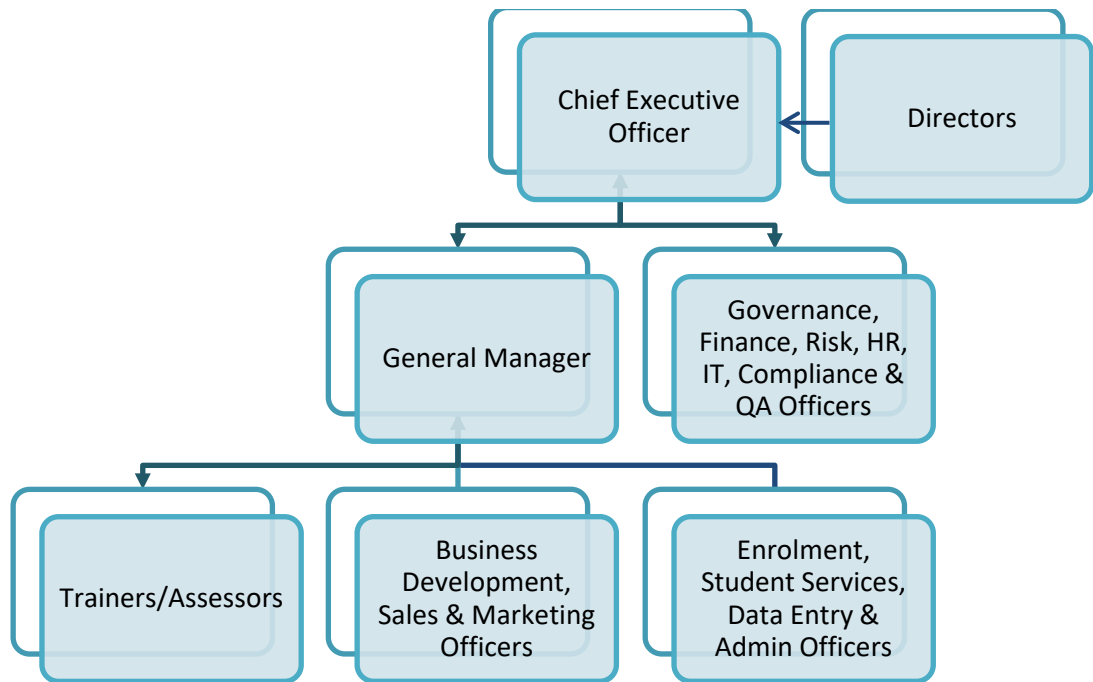 Chief Executive
Officer
Directors
General Manager
Governance,
Finance, Risk, HR,
IT, Compliance &
QA Officers
Trainers/Assessors
Business
Development,
Sales & Marketing
Officers
Enrolment,
Student Services,
Data Entry &
Admin Officers